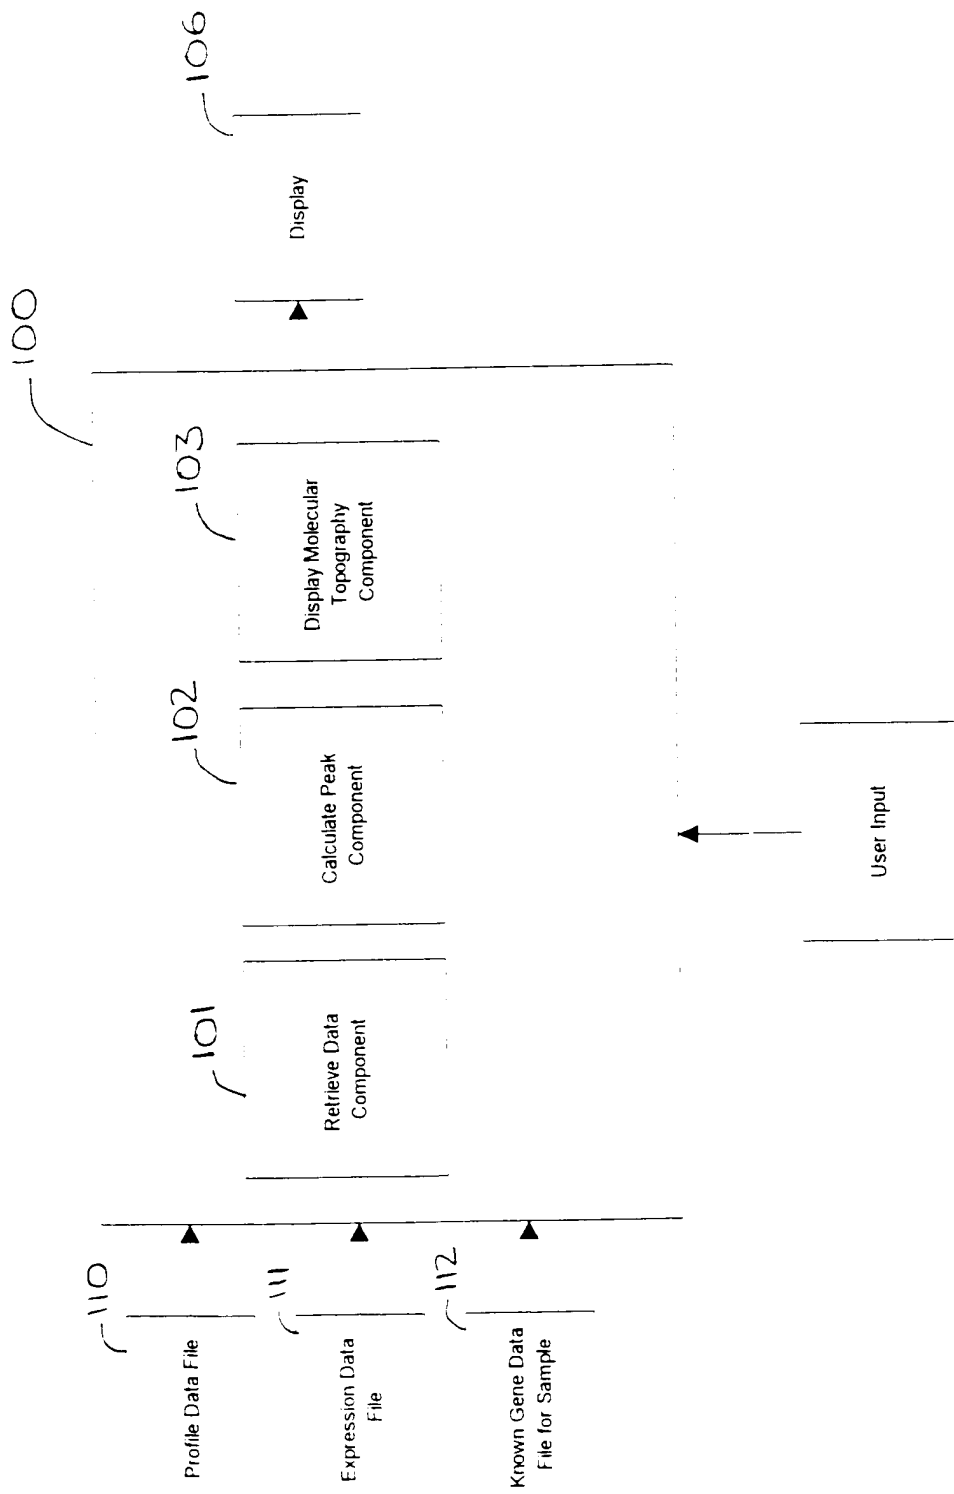 100
101
102
103
106
110
Profile Data File
111
Expression Data
File
112
Known Gene Data
File for Sample
Retrieve Data
Component
Calculate Peak
Component
Display Molecular
Topography
Component
Display
User Input